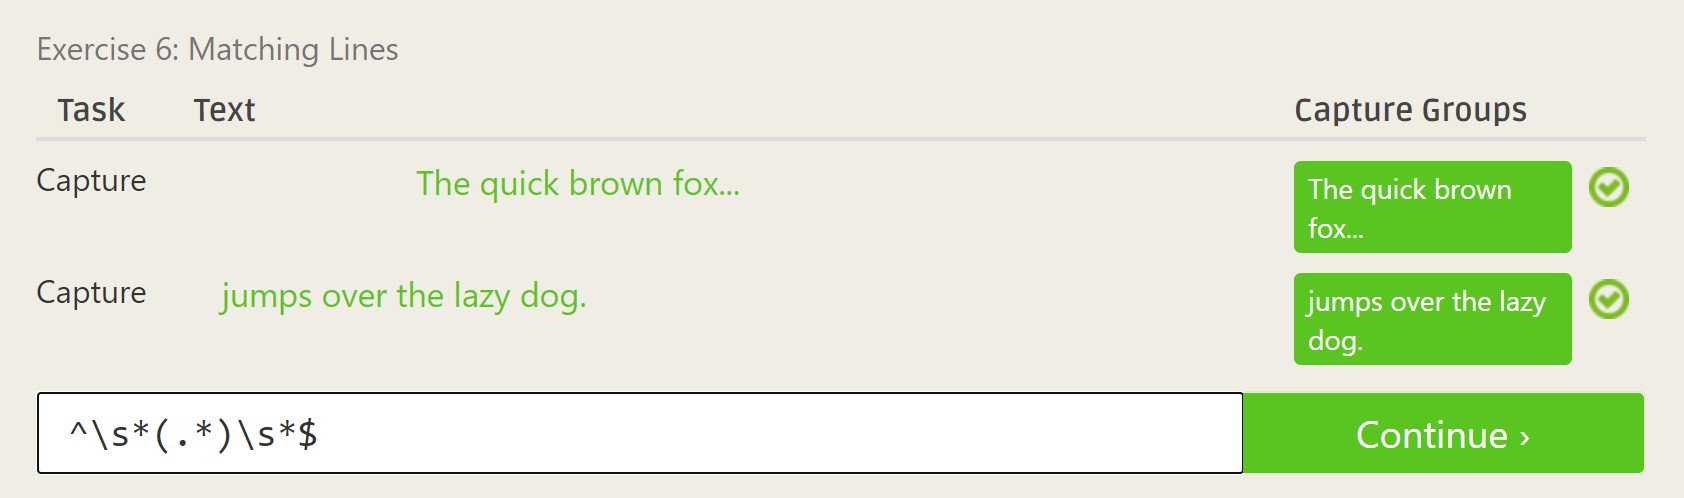 Exercise 6: Matching Lines
Task Text Capture Groups
Capture The quick brown fox... The quick brown
fox...
Capture jumps over the lazy dog. jumps over the lazy
dog.
^\s*(.*)\s*$ Continue ›